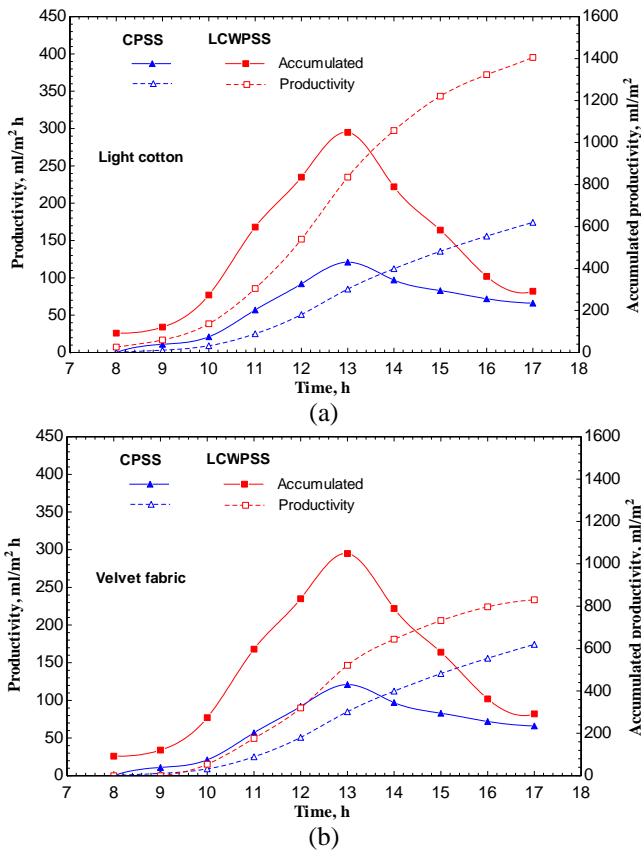 CPSS LCWPSS
Accumulated
Productivity
Light cotton
Productivity, ml/m² h
450
400
350
300
250
200
150
100
50
0
Accumulated productivity, ml/m²
1600
1400
1200
1000
800
600
400
200
0
7 8 9 10 11 12 13 14 15 16 17 18
Time, h
(a)
CPSS LCWPSS
Accumulated
Productivity
Velvet fabric
Productivity, ml/m² h
450
400
350
300
250
200
150
100
50
0
Accumulated productivity, ml/m²
1600
1400
1200
1000
800
600
400
200
0
7 8 9 10 11 12 13 14 15 16 17 18
Time, h
(b)